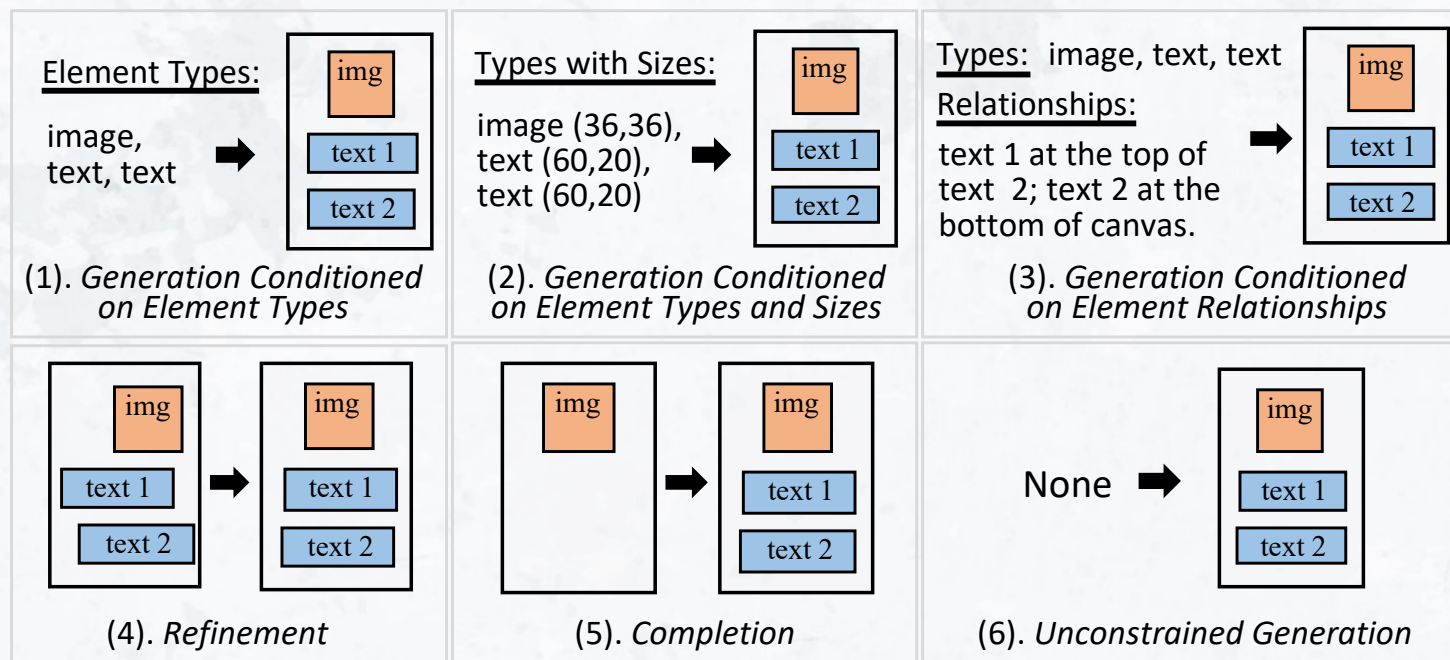 Element Types:
image,
text, text
img
text 1
text 2
(1). Generation Conditioned
on Element Types
Types with Sizes:
image (36,36),
text (60,20),
text (60,20)
img
text 1
text 2
(2). Generation Conditioned
on Element Types and Sizes
Types: image, text, text
Relationships:
text 1 at the top of
text 2; text 2 at the
bottom of canvas.
img
text 1
text 2
(3). Generation Conditioned
on Element Relationships
img
text 1
text 2
img
text 1
text 2
(4). Refinement
img
img
text 1
text 2
(5). Completion
None
img
text 1
text 2
(6). Unconstrained Generation